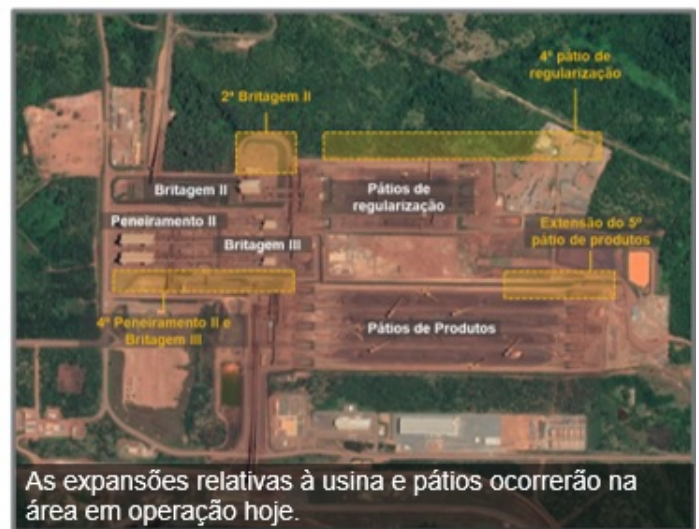 4º pátio de
regularização
2ª Britagem II
Britagem II
Pátios de
regularização
Peneiramento II
Britagem III
Extensão do 5º
pátio de produtos
4º Peneiramento II e
Britagem III
Pátios de Produtos
As expansões relativas à usina e pátios ocorrerão na
área em operação hoje.